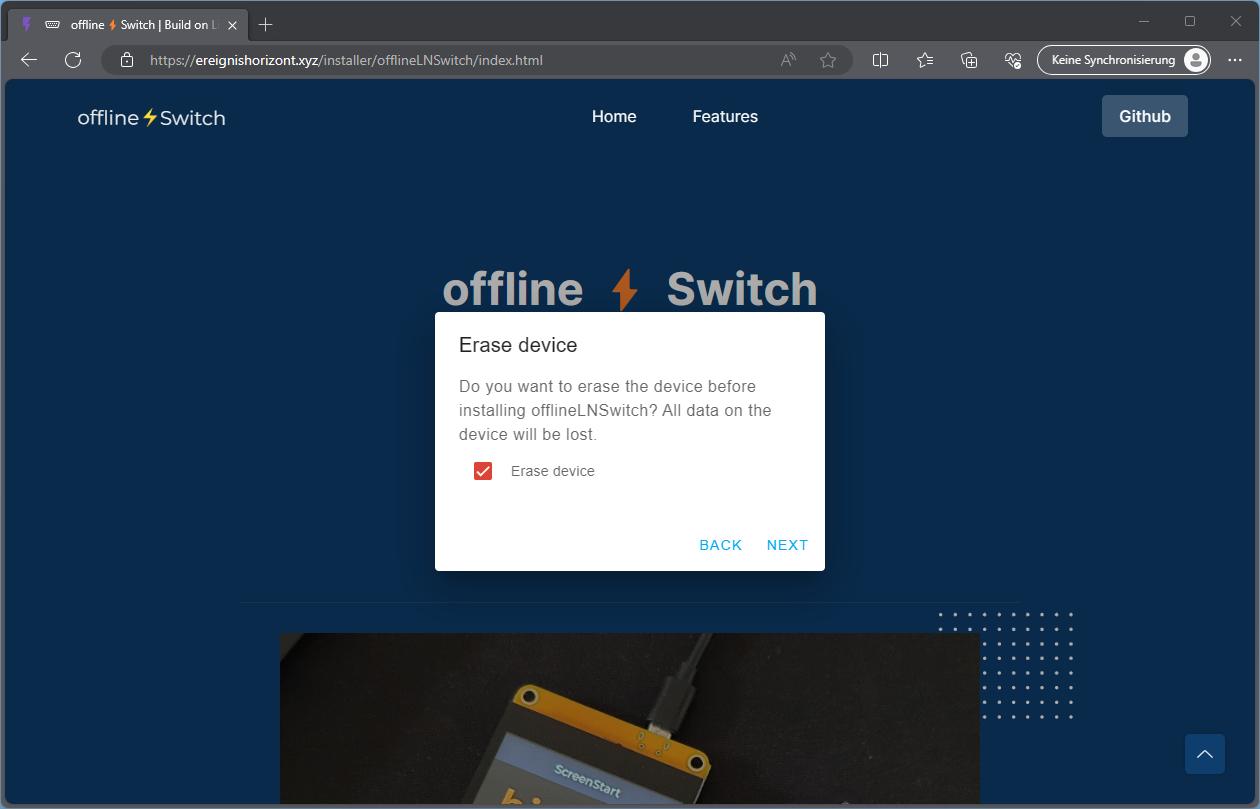 offline⚡Switch | Build on Li
https://ereignishorizont.xyz/installer/offlineLNSwitch/index.html
Keine Synchronisierung
offline⚡Switch
Home
Features
Github
offline ⚡ Switch
Erase device
Do you want to erase the device before
installing offlineLNSwitch? All data on the
device will be lost.
Erase device
BACK
NEXT
ScreenStart